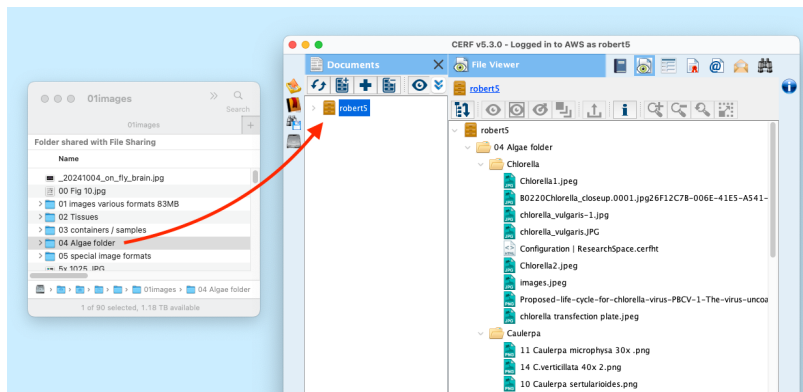 01images
Search
01images
Folder shared with File Sharing
Name
_20241004_on_fly_brain.jpg
00 Fig 10.jpg
01 images various formats 83MB
02 Tissues
03 containers / samples
04 Algae folder
05 special image formats
5x 1025 JPG
01images
04 Algae folder
1 of 90 selected, 1.18 TB available
CERF v5.3.0 - Logged in to AWS as robert5
Documents
File Viewer
robert5
robert5
robert5
04 Algae folder
Chlorella
Chlorella1.jpeg
B0220Chlorella_closeup.0001.jpg26F12C7B-006E-41E5-A541-
chlorella_vulgaris-1.jpg
chlorella_vulgaris.JPG
Configuration | ResearchSpace.cerfht
Chlorella2.jpeg
images.jpeg
Proposed-life-cycle-for-chlorella-virus-PBCV-1-The-virus-uncoa
chlorella transfection plate.jpeg
Caulerpa
11 Caulerpa microphysa 30x .png
14 C.verticillata 40x 2.png
10 Caulerpa sertularioides.png